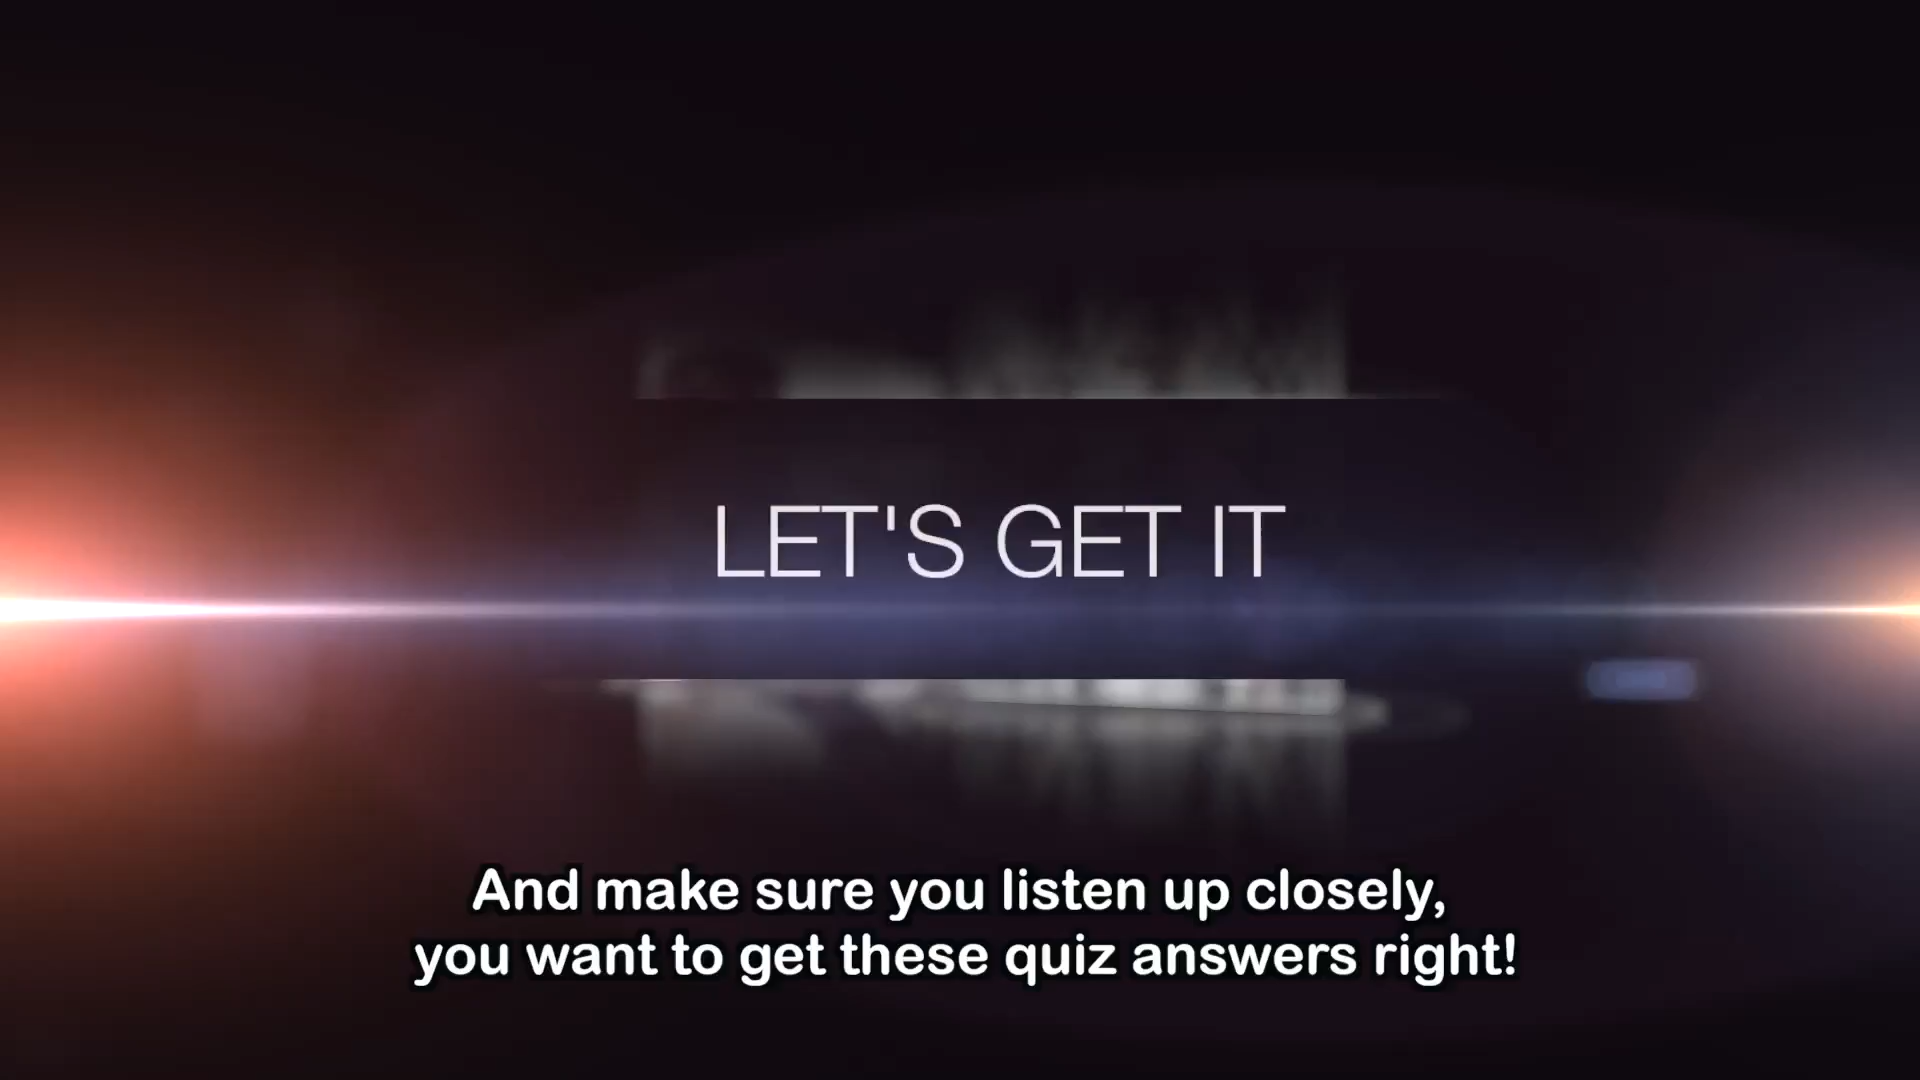 LET'S GET IT
And make sure you listen up closely,
you want to get these quiz answers right!